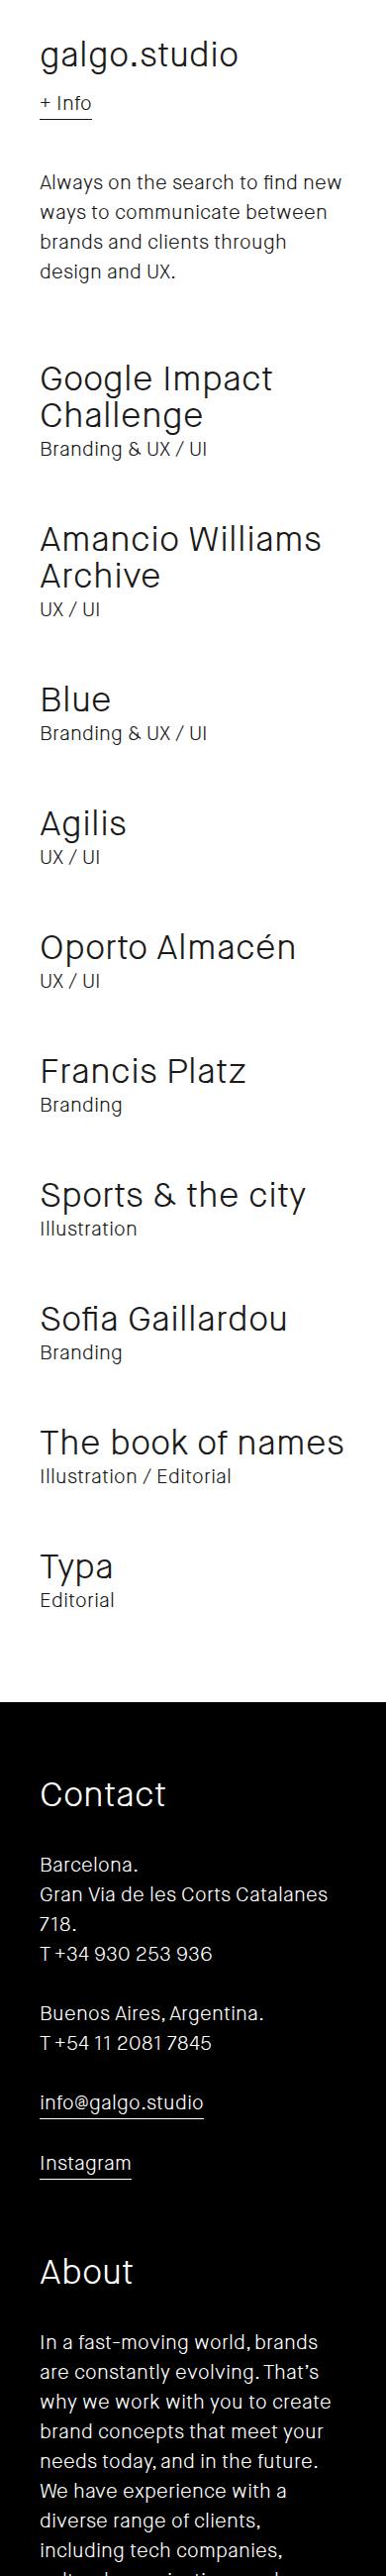 galgo.studio
+ Info
Always on the search to find new
ways to communicate between
brands and clients through
design and UX.
Google Impact
Challenge
Branding & UX / UI
Amancio Williams
Archive
UX / UI
Blue
Branding & UX / UI
Agilis
UX / UI
Oporto Almacén
UX / UI
Francis Platz
Branding
Sports & the city
Illustration
Sofia Gaillardou
Branding
The book of names
Illustration / Editorial
Typa
Editorial
Contact
Barcelona.
Gran Via de les Corts Catalanes
718.
T +34 930 253 936
Buenos Aires, Argentina.
T +54 11 2081 7845
info@galgo.studio
Instagram
About
In a fast-moving world, brands
are constantly evolving. That's
why we work with you to create
brand concepts that meet your
needs today, and in the future.
We have experience with a
diverse range of clients,
including tech companies,